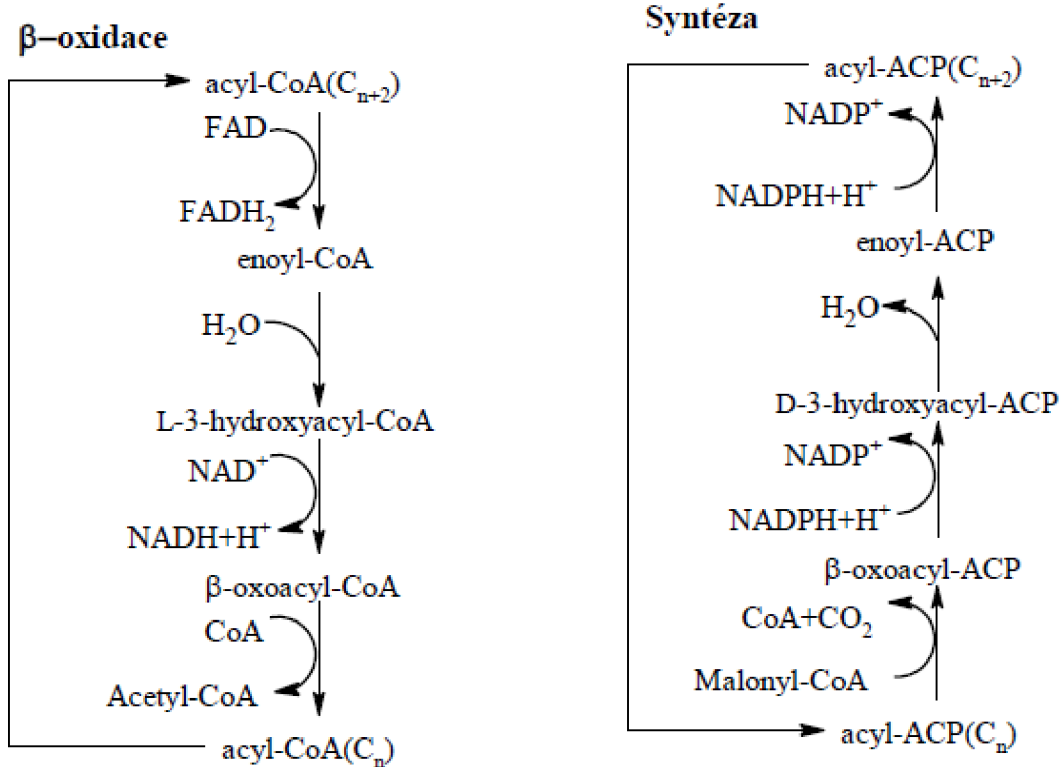 β–oxidace
acyl-CoA(Cₙ₊₂)
FAD
FADH₂
enoyl-CoA
H₂O
L-3-hydroxyacyl-CoA
NAD⁺
NADH+H⁺
β-oxoacyl-CoA
CoA
Acetyl-CoA
acyl-CoA(Cₙ)
Syntéza
acyl-ACP(Cₙ₊₂)
NADP⁺
NADPH+H⁺
enoyl-ACP
H₂O
D-3-hydroxyacyl-ACP
NADP⁺
NADPH+H⁺
β-oxoacyl-ACP
CoA+CO₂
Malonyl-CoA
acyl-ACP(Cₙ)